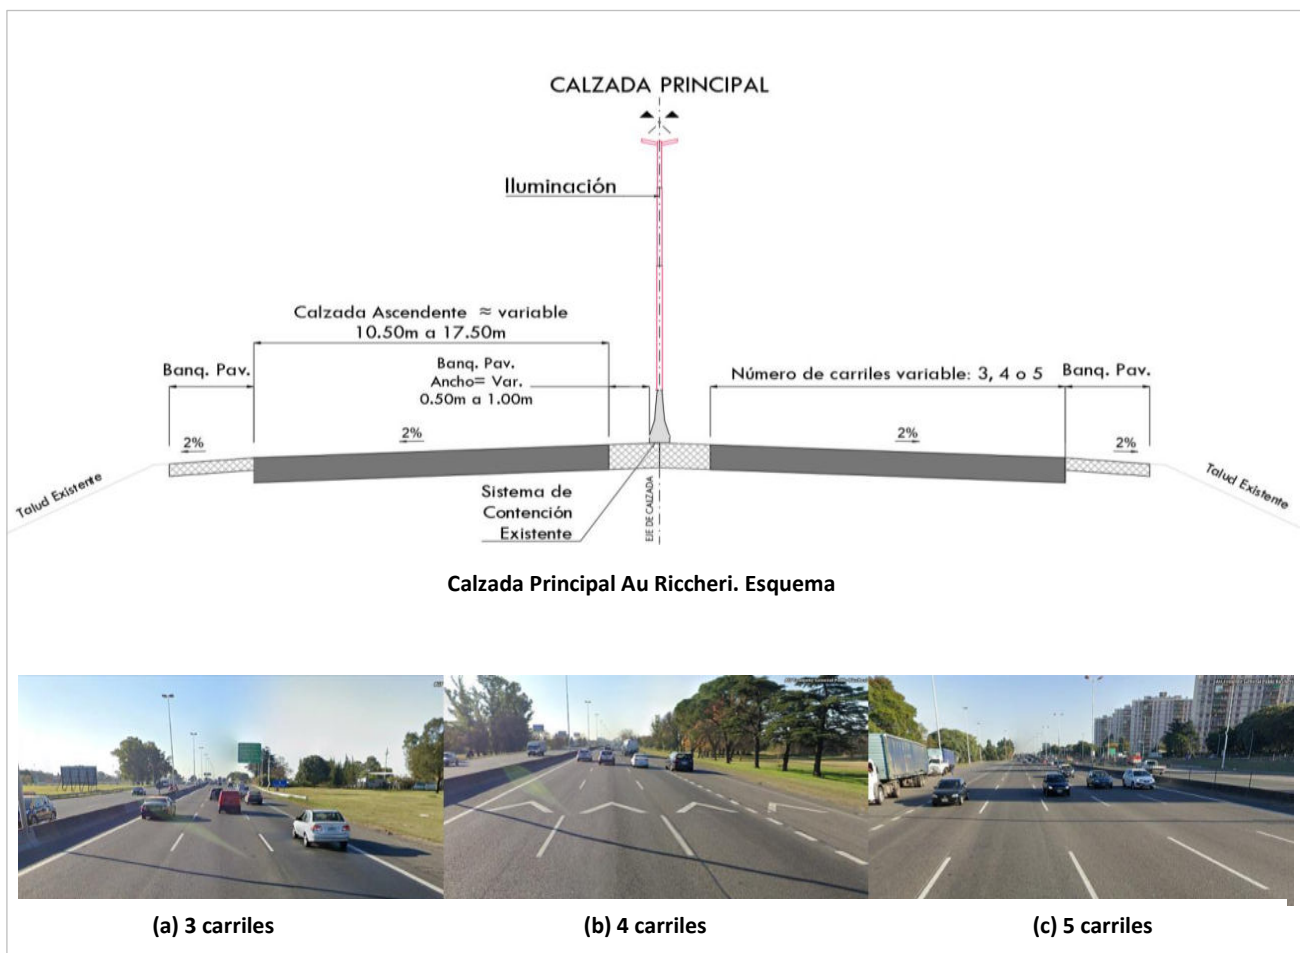 CALZADA PRINCIPAL
Iluminación
Calzada Ascendente ≈ variable
10.50m a 17.50m
Banq. Pav.
Banq. Pav.
Ancho= Var.
0.50m a 1.00m
Número de carriles variable: 3, 4 o 5
Banq. Pav.
2%
2%
2%
2%
Talud Existente
Talud Existente
Sistema de
Contención
Existente
EJE DE CALZADA
Calzada Principal Au Riccheri. Esquema
(a) 3 carriles
(b) 4 carriles
(c) 5 carriles